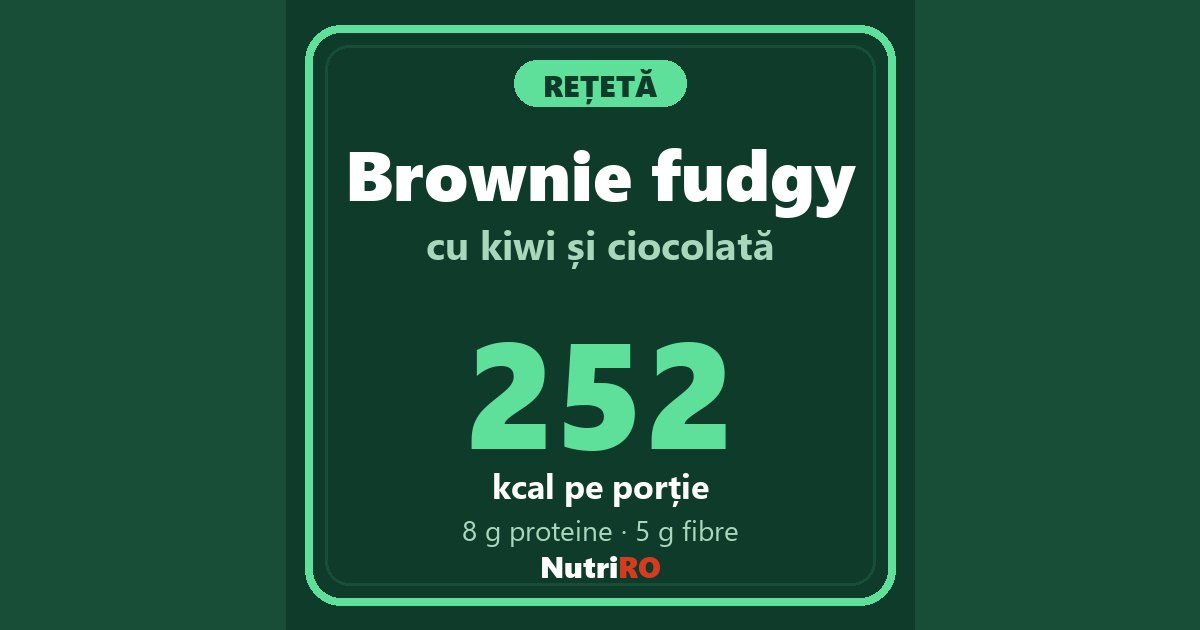 REȚETĂ
Brownie fudgy
cu kiwi și ciocolată
252
kcal pe porție
8 g proteine · 5 g fibre
NutriRO